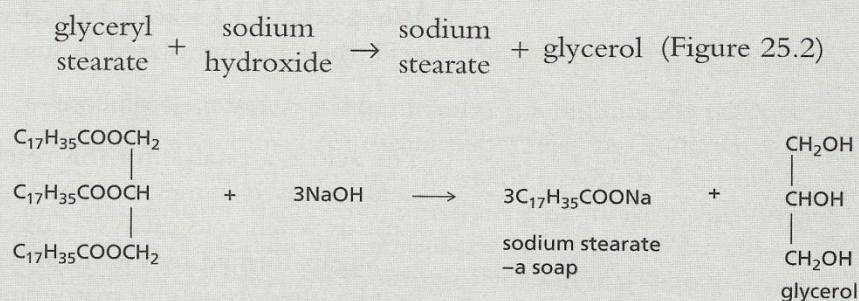 glyceryl stearate + sodium hydroxide → sodium stearate + glycerol (Figure 25.2)
C₁₇H₃₅COOCH₂ CH₂OH
C₁₇H₃₅COOCH + 3NaOH ⟶ 3C₁₇H₃₅COONa + CHOH
C₁₇H₃₅COOCH₂ sodium stearate CH₂OH
–a soap glycerol